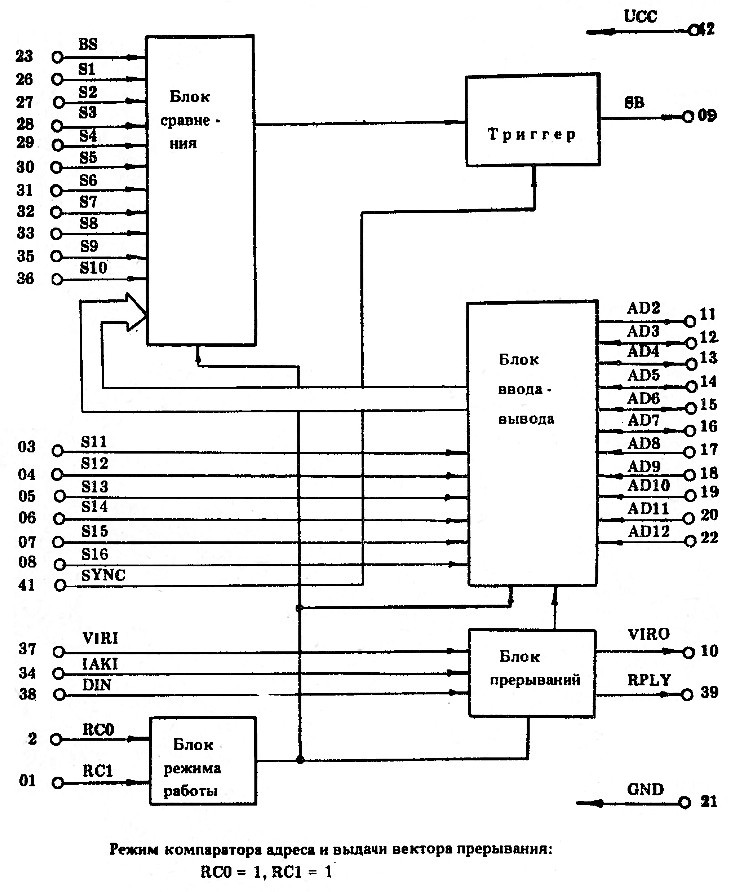 UCC 42
23 BS
26 S1
27 S2
28 S3
29 S4
30 S5
31 S6
32 S7
33 S8
35 S9
36 S10
Блок
сравне -
ния
Триггер
SB 09
Блок
ввода -
вывода
AD2 11
AD3 12
AD4 13
AD5 14
AD6 15
AD7 16
AD8 17
AD9 18
AD10 19
AD11 20
AD12 22
03 S11
04 S12
05 S13
06 S14
07 S15
08 S16
41 SYNC
37 VIRI
34 IAKI
38 DIN
Блок
прерываний
VIRO 10
RPLY 39
2 RC0
01 RC1
Блок
режима
работы
GND 21
Режим компаратора адреса и выдачи вектора прерывания:
RC0 = 1, RC1 = 1